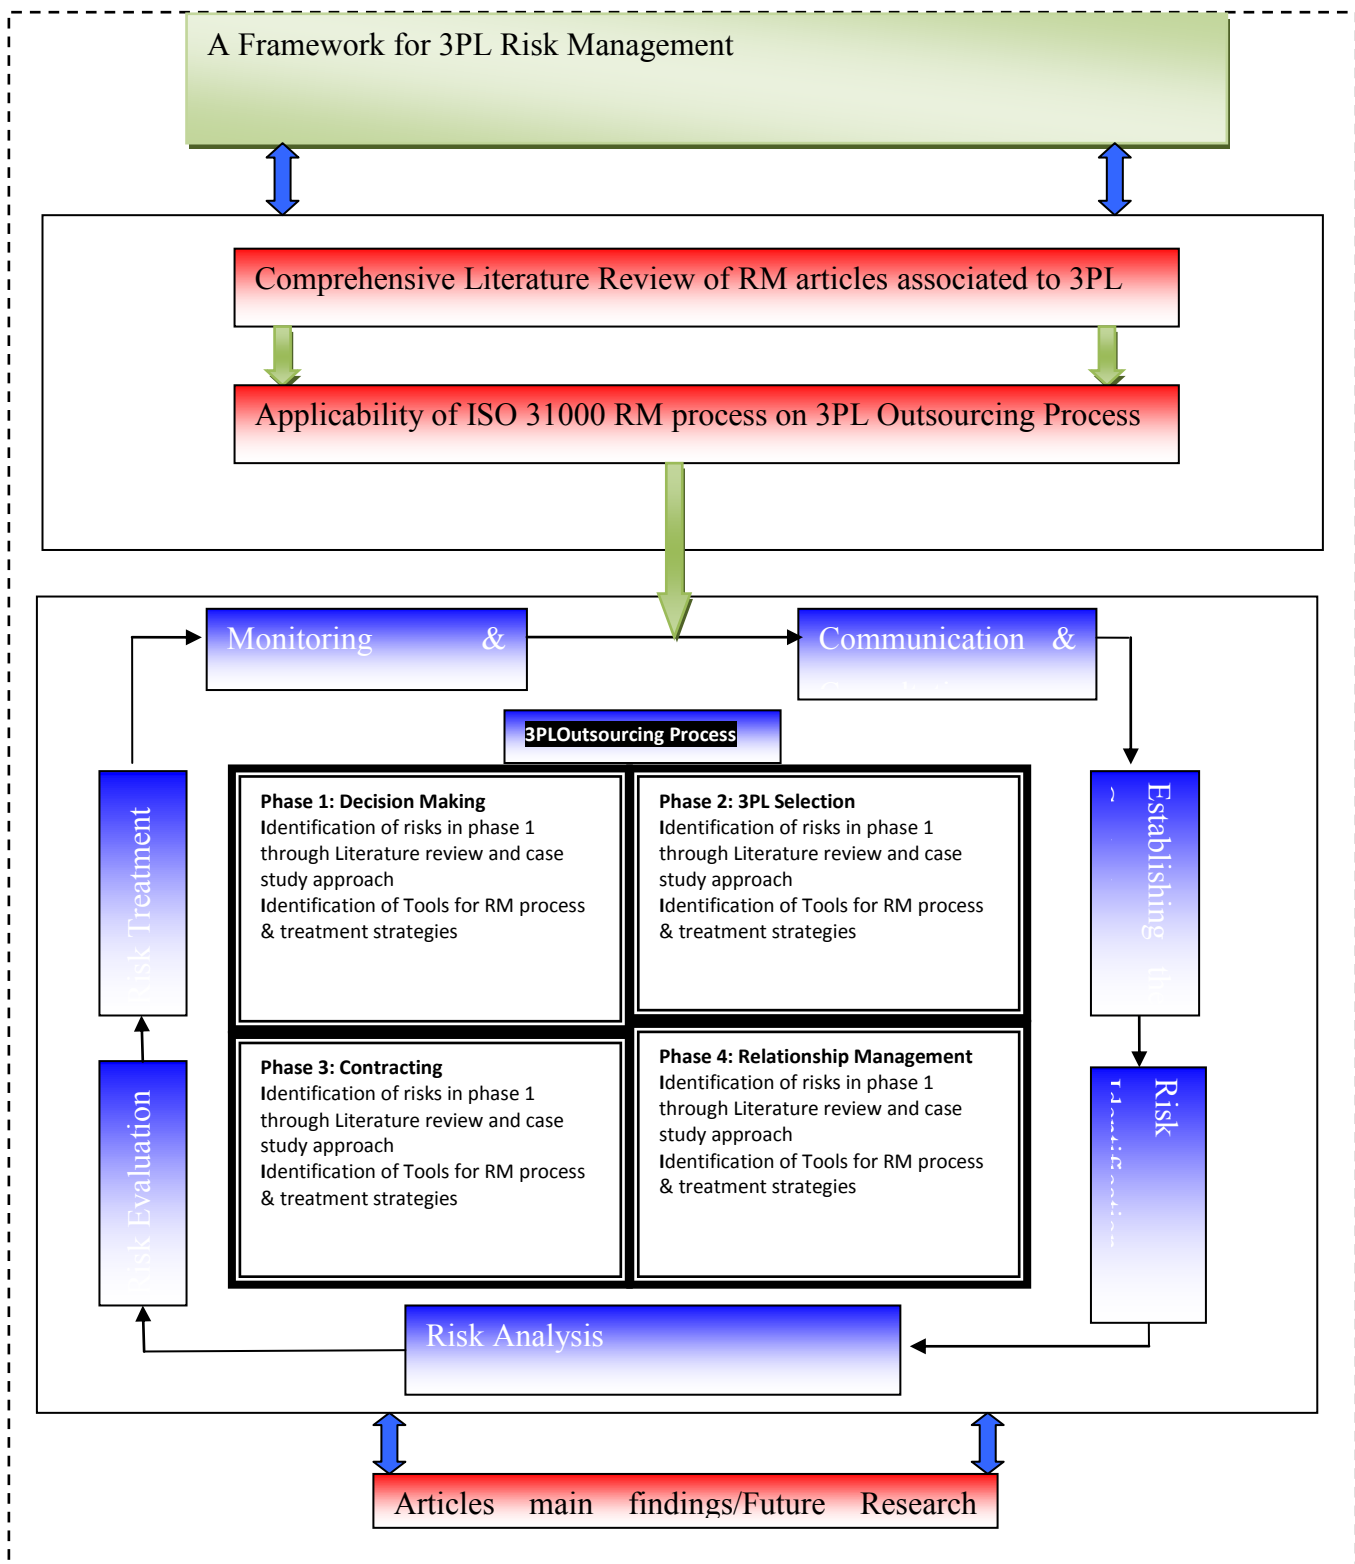 A Framework for 3PL Risk Management
Comprehensive Literature Review of RM articles associated to 3PL
Applicability of ISO 31000 RM process on 3PL Outsourcing Process
Monitoring &
Communication &
3PLOutsourcing Process
Risk Treatment
Phase 1: Decision Making
Identification of risks in phase 1
through Literature review and case
study approach
Identification of Tools for RM process
& treatment strategies
Phase 2: 3PL Selection
Identification of risks in phase 1
through Literature review and case
study approach
Identification of Tools for RM process
& treatment strategies
Establishing the
Risk Evaluation
Phase 3: Contracting
Identification of risks in phase 1
through Literature review and case
study approach
Identification of Tools for RM process
& treatment strategies
Phase 4: Relationship Management
Identification of risks in phase 1
through Literature review and case
study approach
Identification of Tools for RM process
& treatment strategies
Risk
Identification
Risk Analysis
Articles main findings/Future Research